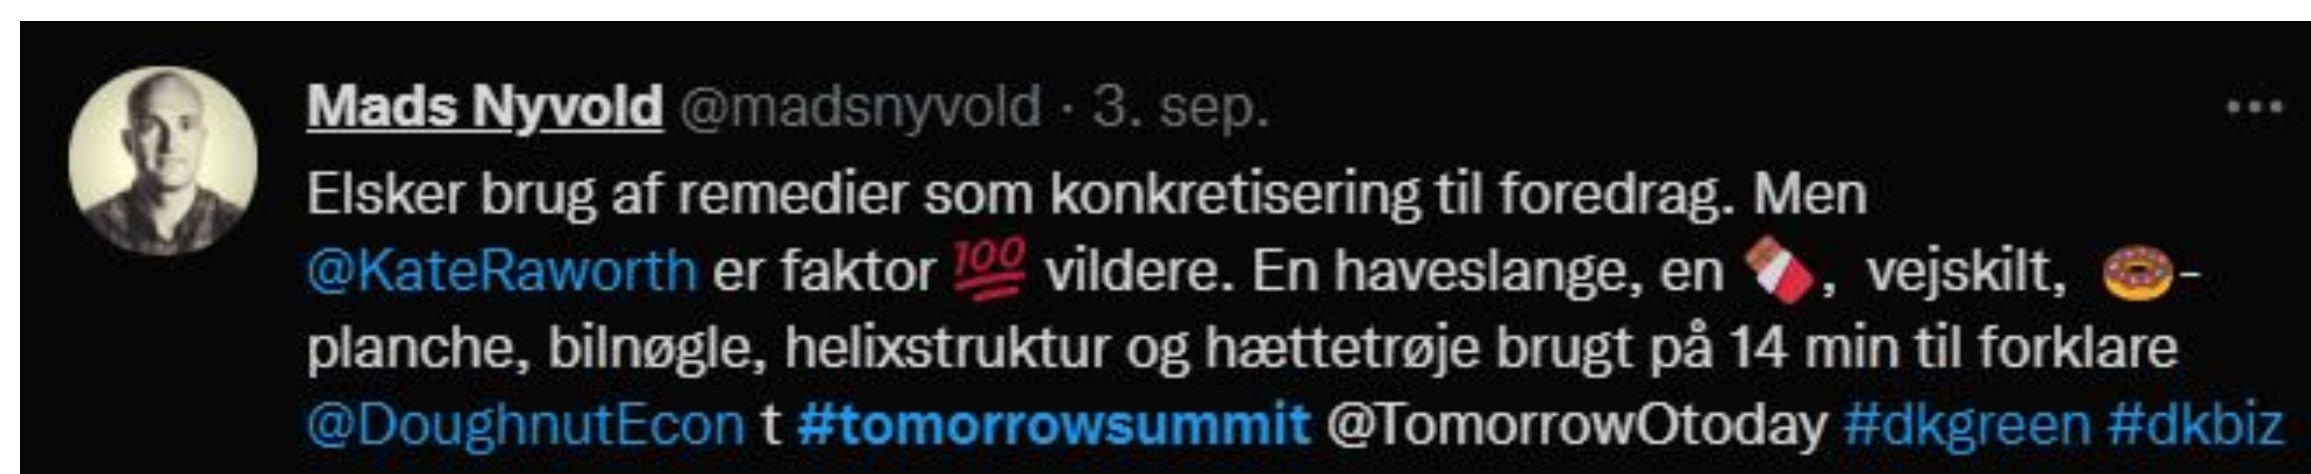 Mads Nyvold @madsnyvold · 3. sep.
Elsker brug af remedier som konkretisering til foredrag. Men
@KateRaworth er faktor 💯 vildere. En haveslange, en 🍫, vejskilt, 🍩-
planche, bilnøgle, helixstruktur og hættetrøje brugt på 14 min til forklare
@DoughnutEcon t #tomorrowsummit @TomorrowOtoday #dkgreen #dkbiz